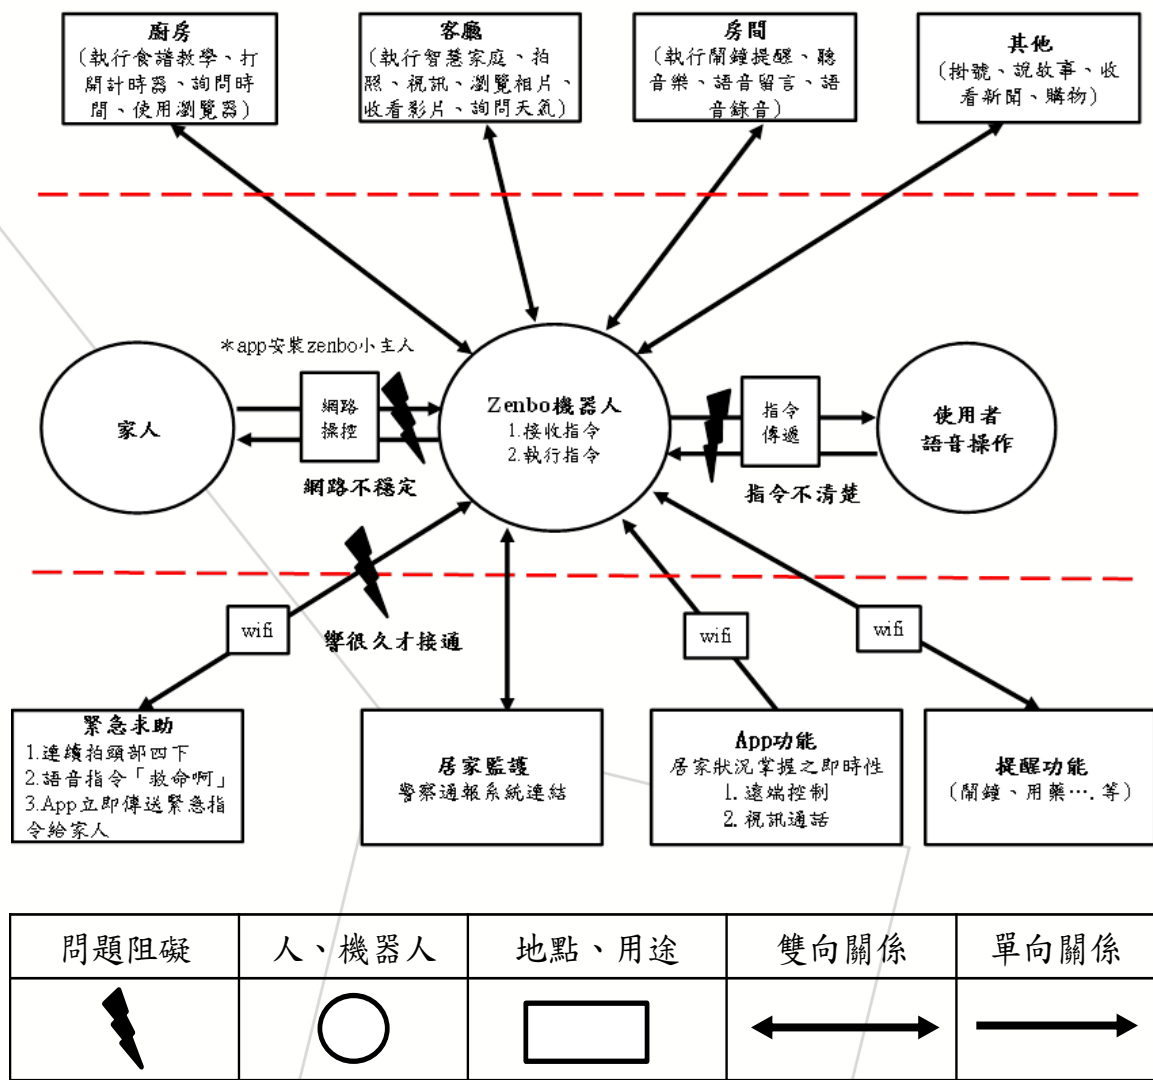 廚房
(執行食譜教學、打
開計時器、詢問時
間、使用瀏覽器)
客廳
(執行智慧家庭、拍
照、視訊、瀏覽相片、
收看影片、詢問天氣)
房間
(執行鬧鐘提醒、聽
音樂、語音留言、語
音錄音)
其他
(掛號、說故事、收
看新聞、購物)
*app安裝zenbo小主人
家人
網路
操控
網路不穩定
Zenbo機器人
1.接收指令
2.執行指令
指令
傳遞
指令不清楚
使用者
語音操作
wifi
響很久才接通
wifi
wifi
緊急求助
1.連續拍頭部四下
2.語音指令「救命啊」
3.App立即傳送緊急指
令給家人
居家監護
警察通報系統連結
App功能
居家狀況掌握之即時性
1.遠端控制
2.視訊通話
提醒功能
(鬧鐘、用藥….等)
問題阻礙
人、機器人
地點、用途
雙向關係
單向關係